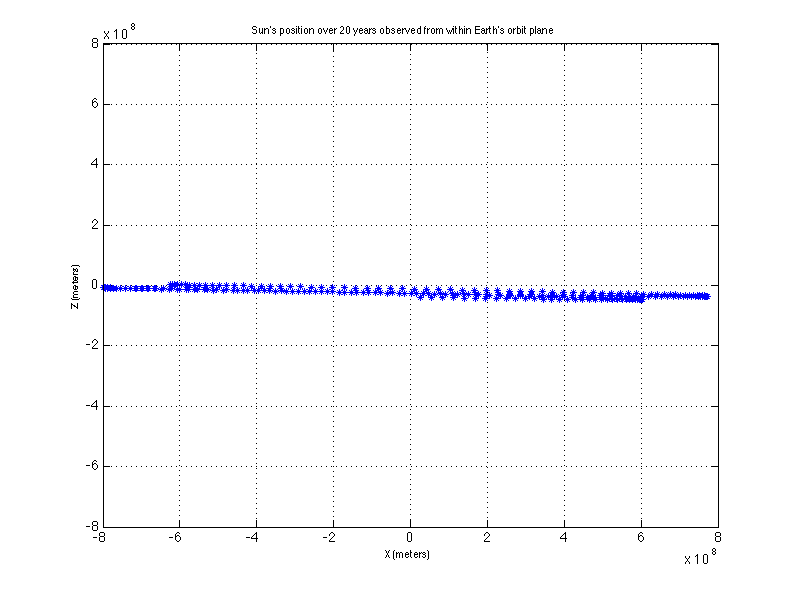 Sun's position over 20 years observed from within Earth's orbit plane
x 10^8
8
6
4
2
0
-2
-4
-6
-8
Z (meters)
-8 -6 -4 -2 0 2 4 6 8
X (meters)
x 10^8